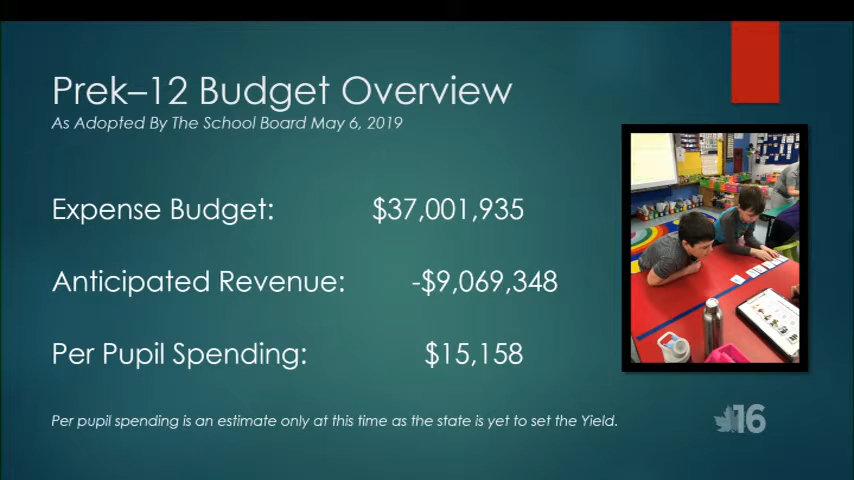 Prek–12 Budget Overview
As Adopted By The School Board May 6, 2019
Expense Budget: $37,001,935
Anticipated Revenue: -$9,069,348
Per Pupil Spending: $15,158
Per pupil spending is an estimate only at this time as the state is yet to set the Yield.
16